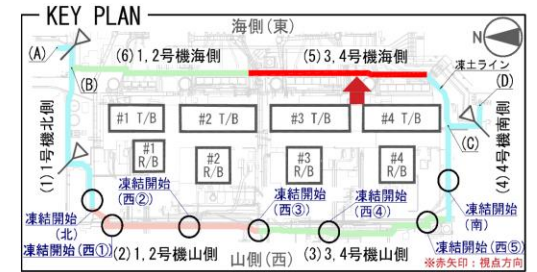 KEY PLAN
海側(東)
N
(A)
(6)1,2号機海側
(5)3,4号機海側
凍土ライン
(B)
(D)
#1 T/B
#2 T/B
#3 T/B
#4 T/B
(1)1号機北側
#1
R/B
#2
R/B
#3
R/B
#4
R/B
(C)
(4)4号機南側
凍結開始
(西②)
凍結開始
(西③)
凍結開始
(西④)
凍結開始
(北)
凍結開始
(南)
凍結開始(西①)
(2)1,2号機山側
山側(西)
(3)3,4号機山側
凍結開始(西⑤)
※赤矢印:視点方向